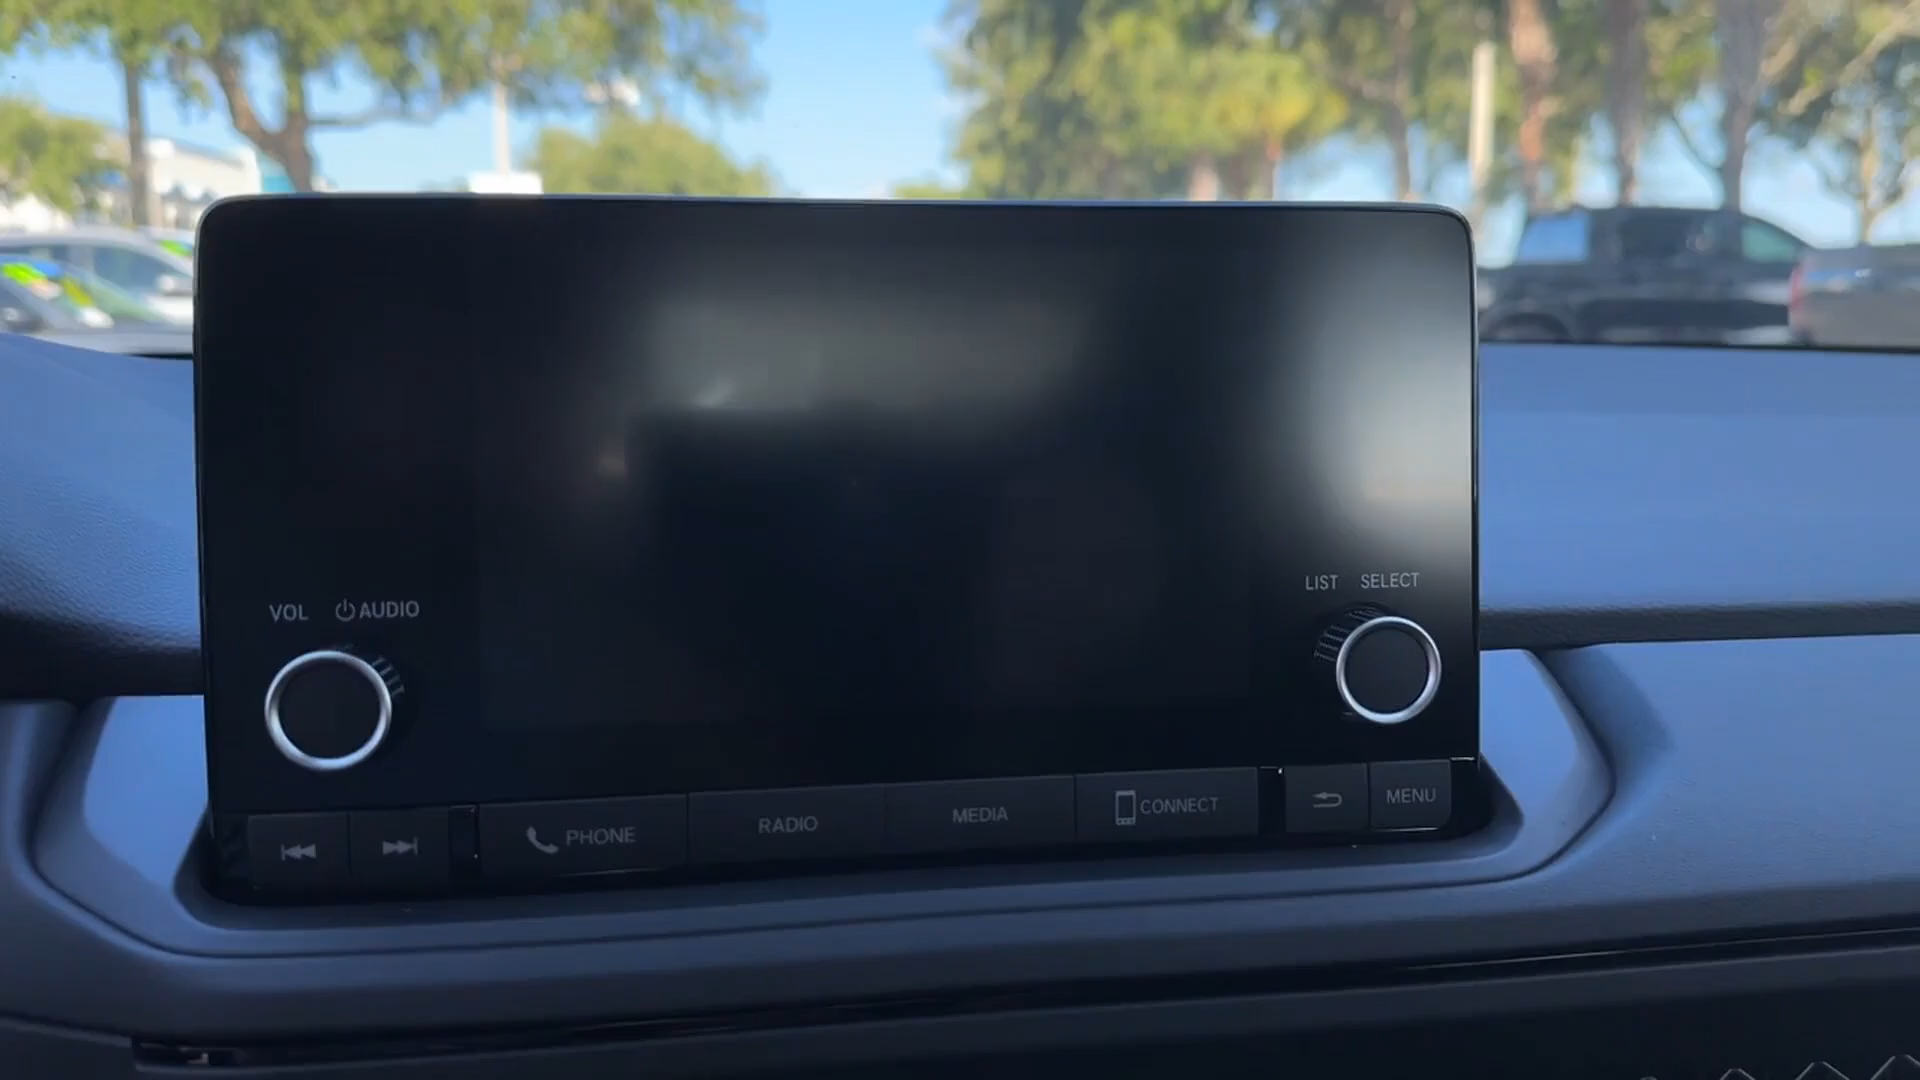 VOL AUDIO
LIST SELECT
PHONE
RADIO
MEDIA
CONNECT
MENU